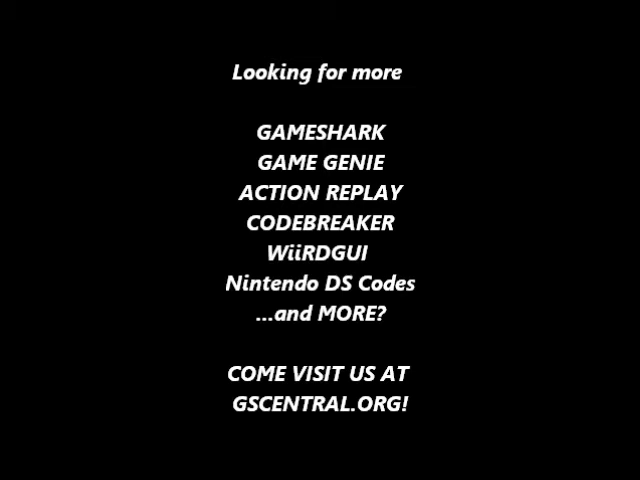 Looking for more
GAMESHARK
GAME GENIE
ACTION REPLAY
CODEBREAKER
WiiRDGUI
Nintendo DS Codes
...and MORE?
COME VISIT US AT
GSCENTRAL.ORG!